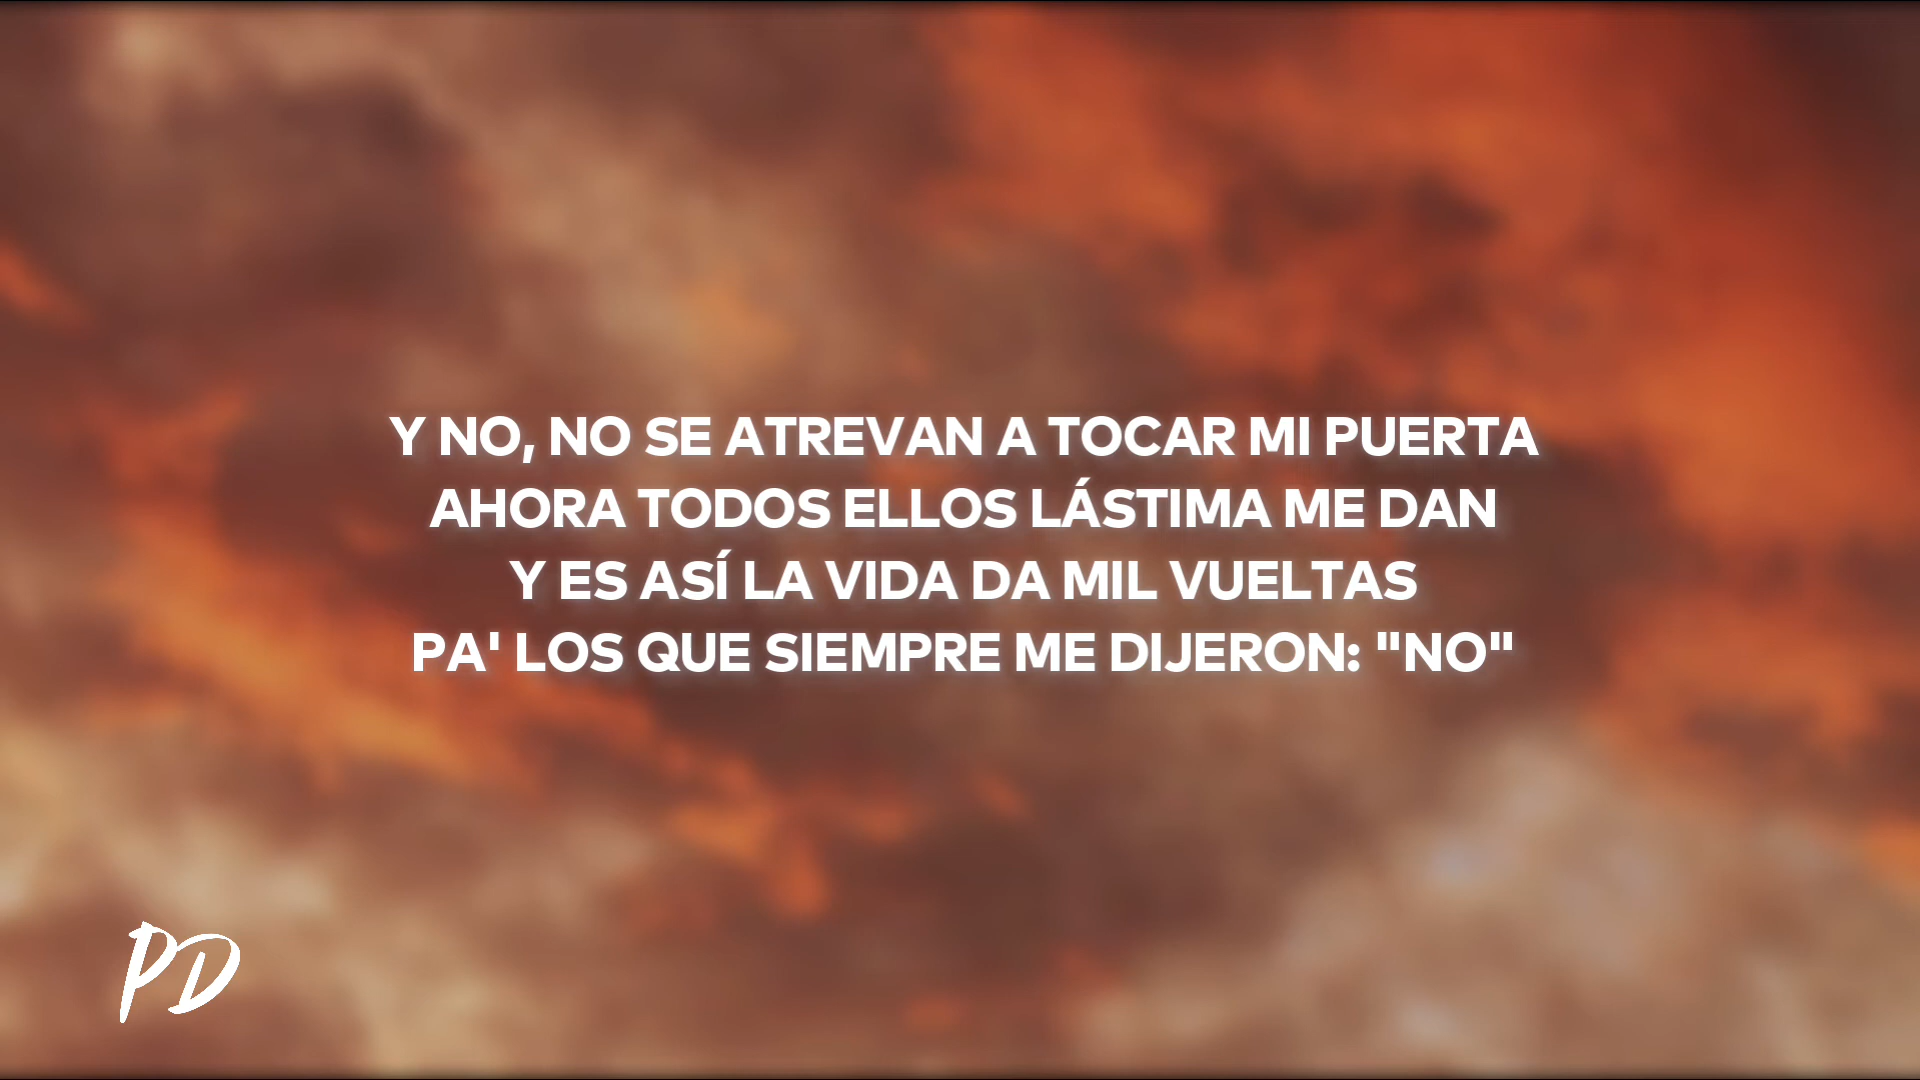 Y NO, NO SE ATREVAN A TOCAR MI PUERTA
AHORA TODOS ELLOS LÁSTIMA ME DAN
Y ES ASÍ LA VIDA DA MIL VUELTAS
PA' LOS QUE SIEMPRE ME DIJERON: "NO"
PD